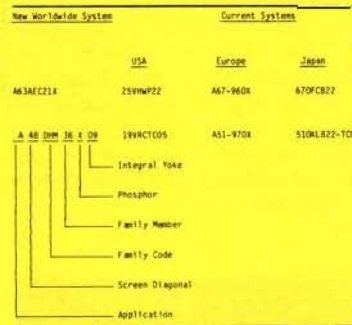 New Worldwide System Current Systems
USA Europe Japan
A63AEC21X 25VHWP22 A67-960X 670FCB22
A 48 DHM 36 X 09 19VRCTC05 A51-970X 510KLB22-TC
Integral Yoke
Phosphor
Family Member
Family Code
Screen Diagonal
Application